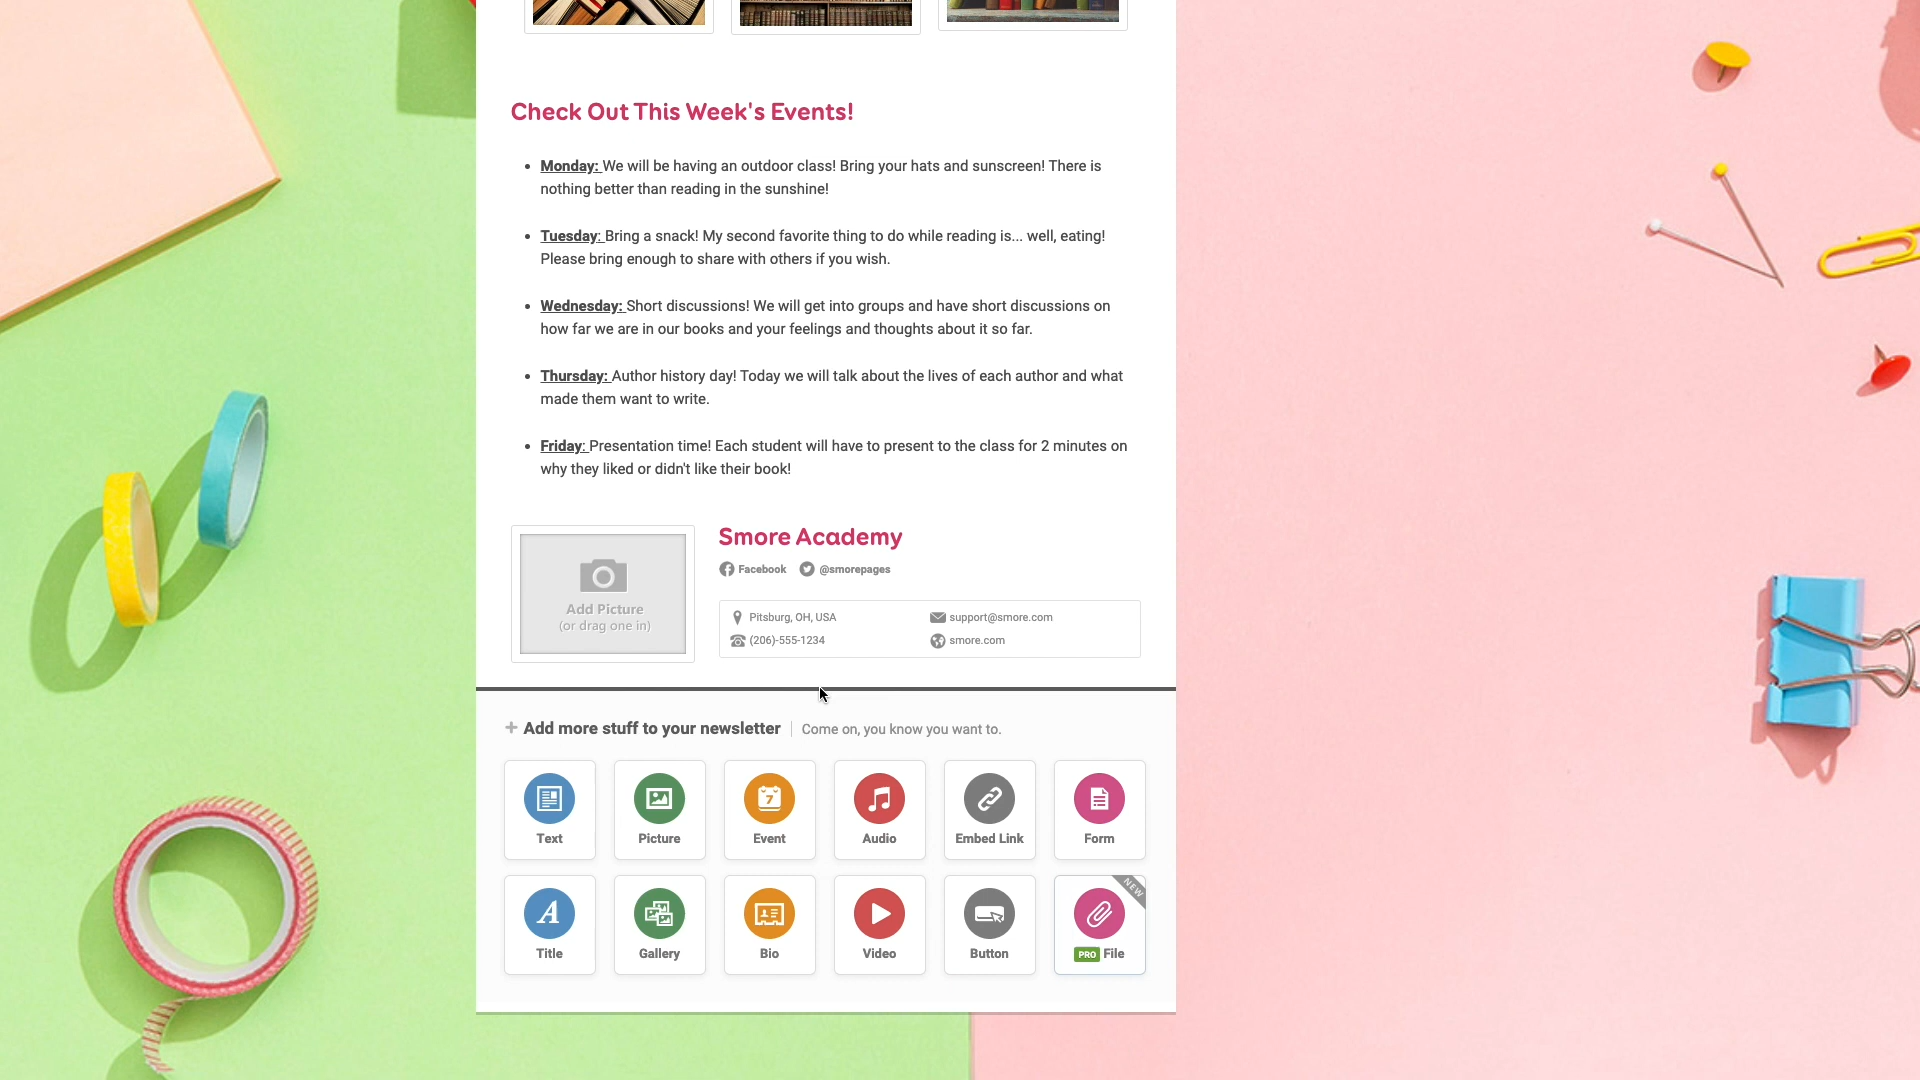 Check Out This Week's Events!
• Monday: We will be having an outdoor class! Bring your hats and sunscreen! There is
nothing better than reading in the sunshine!
• Tuesday: Bring a snack! My second favorite thing to do while reading is... well, eating!
Please bring enough to share with others if you wish.
• Wednesday: Short discussions! We will get into groups and have short discussions on
how far we are in our books and your feelings and thoughts about it so far.
• Thursday: Author history day! Today we will talk about the lives of each author and what
made them want to write.
• Friday: Presentation time! Each student will have to present to the class for 2 minutes on
why they liked or didn't like their book!
Add Picture
(or drag one in)
Smore Academy
Facebook @smorepages
Pitsburg, OH, USA support@smore.com
(206)-555-1234 smore.com
+ Add more stuff to your newsletter | Come on, you know you want to.
7
Text Picture Event Audio Embed Link Form
NEW
A
Title Gallery Bio Video Button PRO File